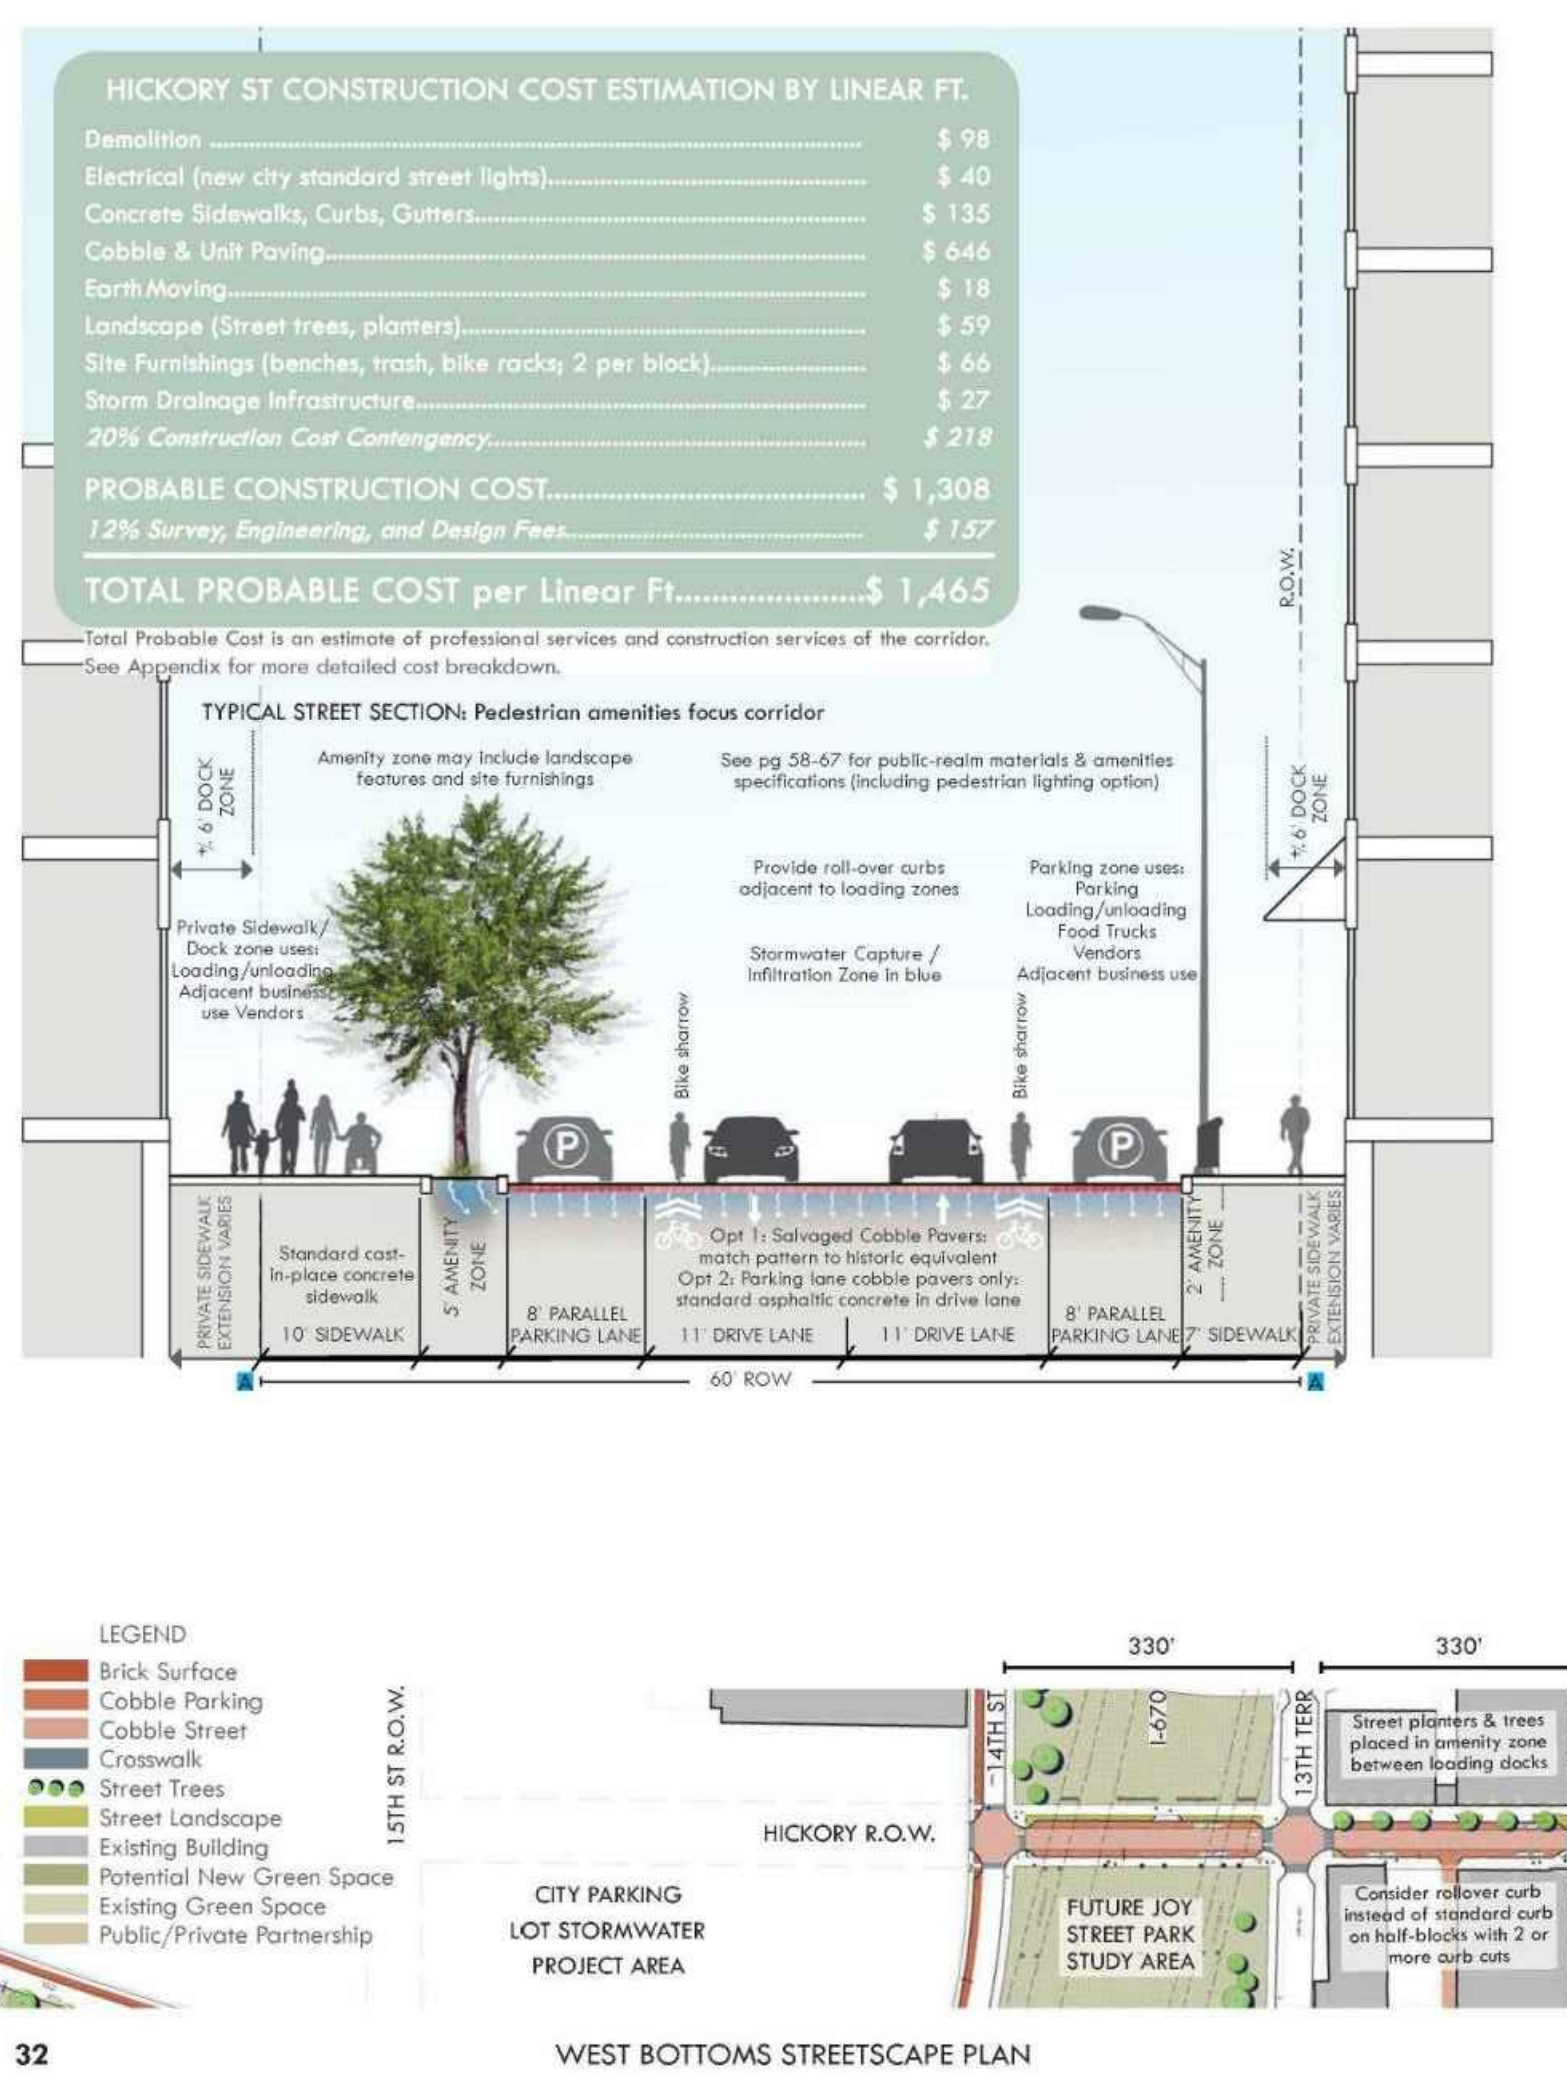 HICKORY ST CONSTRUCTION COST ESTIMATION BY LINEAR FT.
Demolition $ 98
Electrical (new city standard street lights) $ 40
Concrete Sidewalks, Curbs, Gutters $ 135
Cobble & Unit Paving $ 646
Earth Moving $ 18
Landscape (Street trees, planters) $ 59
Site Furnishings (benches, trash, bike racks; 2 per block) $ 66
Storm Drainage Infrastructure $ 27
20% Construction Cost Contengency $ 218
PROBABLE CONSTRUCTION COST $ 1,308
12% Survey, Engineering, and Design Fees $ 157
TOTAL PROBABLE COST per Linear Ft. $ 1,465
Total Probable Cost is an estimate of professional services and construction services of the corridor.
See Appendix for more detailed cost breakdown.
R.O.W.
TYPICAL STREET SECTION: Pedestrian amenities focus corridor
+/- 6' DOCK
ZONE
Amenity zone may include landscape
features and site furnishings
See pg 58-67 for public-realm materials & amenities
specifications (including pedestrian lighting option)
+/- 6' DOCK
ZONE
Provide roll-over curbs
adjacent to loading zones
Parking zone uses:
Parking
Loading/unloading
Food Trucks
Vendors
Adjacent business use
Private Sidewalk/
Dock zone uses:
Loading/unloading
Adjacent business
use Vendors
Stormwater Capture /
Infiltration Zone in blue
Bike sharrow
Bike sharrow
P
P
PRIVATE SIDEWALK
EXTENSION VARIES
Standard cast-
in-place concrete
sidewalk
10' SIDEWALK
5' AMENITY
ZONE
8' PARALLEL
PARKING LANE
Opt 1: Salvaged Cobble Pavers:
match pattern to historic equivalent
Opt 2: Parking lane cobble pavers only:
standard asphaltic concrete in drive lane
11' DRIVE LANE
11' DRIVE LANE
8' PARALLEL
PARKING LANE
2' AMENITY
ZONE
7' SIDEWALK
PRIVATE SIDEWALK
EXTENSION VARIES
A
60' ROW
A
LEGEND
Brick Surface
Cobble Parking
Cobble Street
Crosswalk
Street Trees
Street Landscape
Existing Building
Potential New Green Space
Existing Green Space
Public/Private Partnership
15TH ST R.O.W.
HICKORY R.O.W.
CITY PARKING
LOT STORMWATER
PROJECT AREA
330'
330'
14TH ST
I-670
13TH TERR
Street planters & trees
placed in amenity zone
between loading docks
FUTURE JOY
STREET PARK
STUDY AREA
Consider rollover curb
instead of standard curb
on half-blocks with 2 or
more curb cuts
32
WEST BOTTOMS STREETSCAPE PLAN